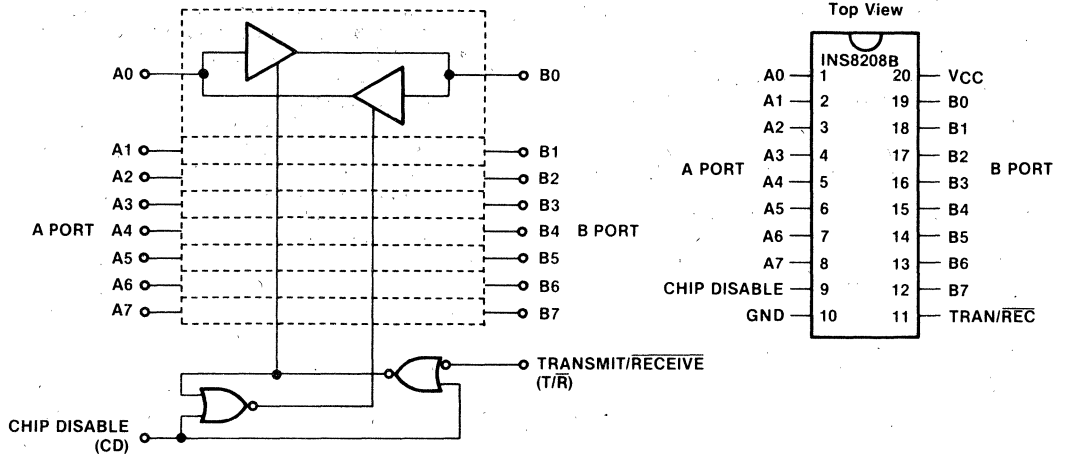 A0
B0
A1
B1
A2
B2
A3
B3
A PORT
A4
B4
B PORT
A5
B5
A6
B6
A7
B7
TRANSMIT/RECEIVE
(T/R)
CHIP DISABLE
(CD)
Top View
INS8208B
A0 1 20 VCC
A1 2 19 B0
A2 3 18 B1
A3 4 17 B2
A PORT
B PORT
A4 5 16 B3
A5 6 15 B4
A6 7 14 B5
A7 8 13 B6
CHIP DISABLE 9 12 B7
GND 10 11 TRAN/REC